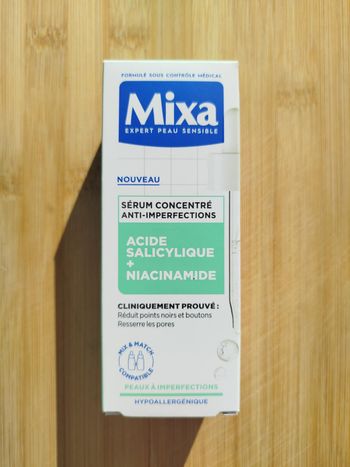 FORMULÉ SOUS CONTRÔLE MÉDICAL
Mixa
EXPERT PEAU SENSIBLE
NOUVEAU
SÉRUM CONCENTRÉ
ANTI-IMPERFECTIONS
ACIDE
SALICYLIQUE
+
NIACINAMIDE
CLINIQUEMENT PROUVÉ :
Réduit points noirs et boutons
Resserre les pores
MIX & MATCH
COMPATIBLE
PEAUX À IMPERFECTIONS
HYPOALLERGÉNIQUE